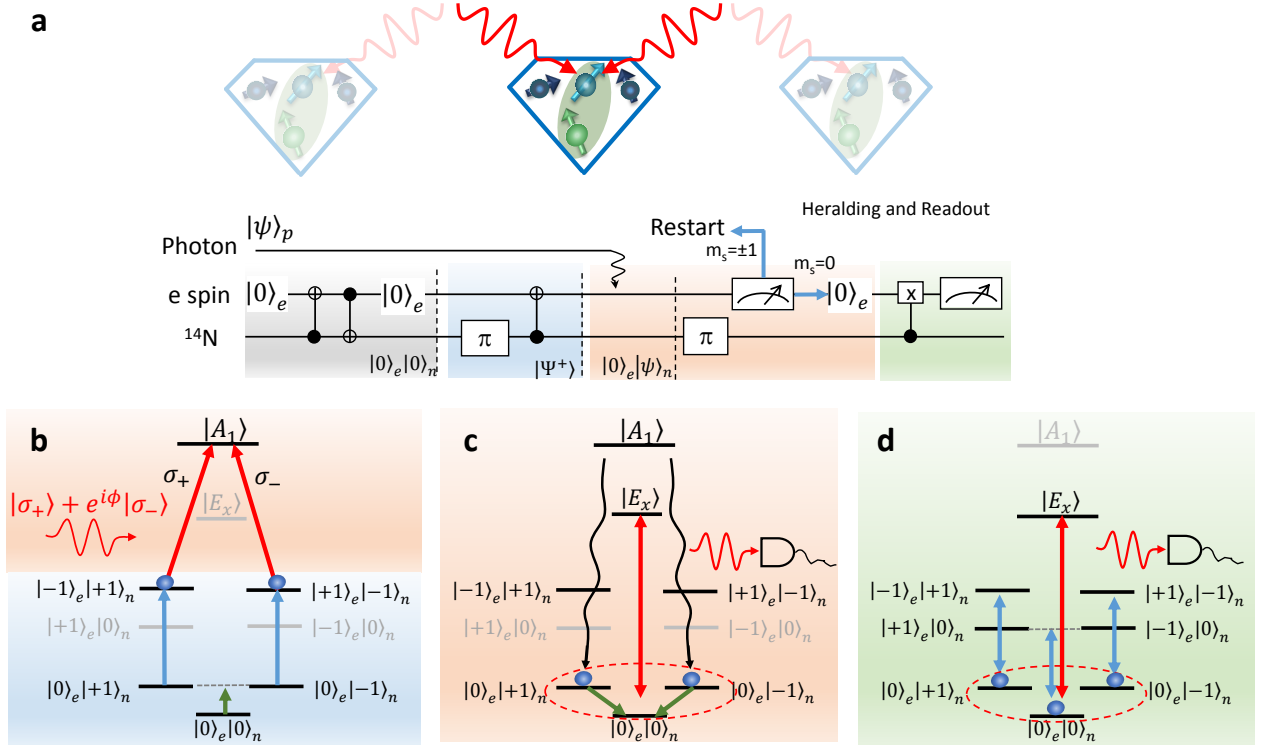 a
Heralding and Readout
|ψ⟩ₚ
Restart
Photon
mₛ=±1
mₛ=0
e spin
|0⟩ₑ
|0⟩ₑ
|0⟩ₑ
x
¹⁴N
π
π
|0⟩ₑ|0⟩ₙ
|Ψ⁺⟩
|0⟩ₑ|ψ⟩ₙ
b
|A₁⟩
σ₊
σ₋
|σ₊⟩ + e^{iϕ}|σ₋⟩
|Eₓ⟩
|−1⟩ₑ|+1⟩ₙ
|+1⟩ₑ|−1⟩ₙ
|+1⟩ₑ|0⟩ₙ
|−1⟩ₑ|0⟩ₙ
|0⟩ₑ|+1⟩ₙ
|0⟩ₑ|−1⟩ₙ
|0⟩ₑ|0⟩ₙ
c
|A₁⟩
|Eₓ⟩
|−1⟩ₑ|+1⟩ₙ
|+1⟩ₑ|−1⟩ₙ
|+1⟩ₑ|0⟩ₙ
|−1⟩ₑ|0⟩ₙ
|0⟩ₑ|+1⟩ₙ
|0⟩ₑ|−1⟩ₙ
|0⟩ₑ|0⟩ₙ
d
|A₁⟩
|Eₓ⟩
|−1⟩ₑ|+1⟩ₙ
|+1⟩ₑ|−1⟩ₙ
|+1⟩ₑ|0⟩ₙ
|−1⟩ₑ|0⟩ₙ
|0⟩ₑ|+1⟩ₙ
|0⟩ₑ|−1⟩ₙ
|0⟩ₑ|0⟩ₙ